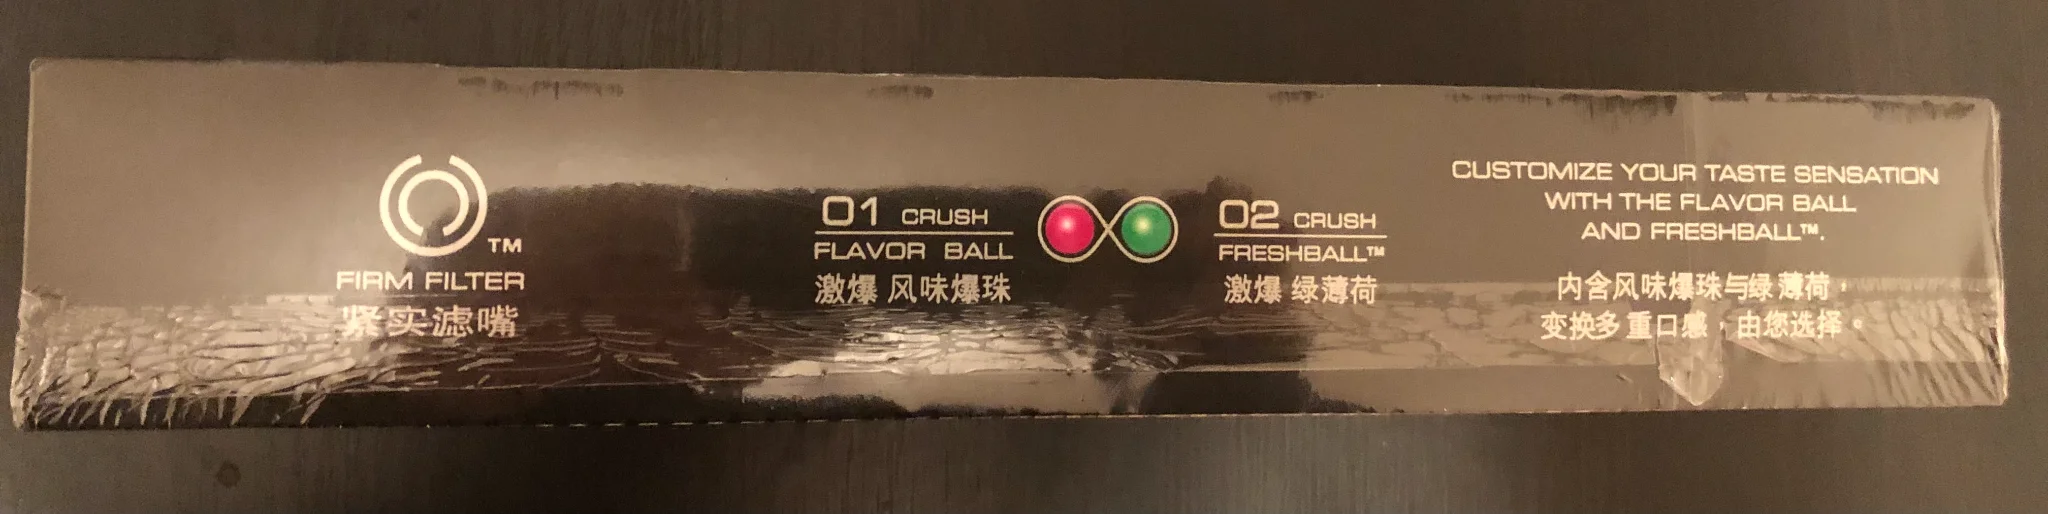 TM
FIRM FILTER
紧实滤嘴
01 CRUSH
FLAVOR BALL
激爆 风味爆珠
02 CRUSH
FRESHBALL™
激爆 绿薄荷
CUSTOMIZE YOUR TASTE SENSATION
WITH THE FLAVOR BALL
AND FRESHBALL™.
内含风味爆珠与绿薄荷，
变换多重口感，由您选择。